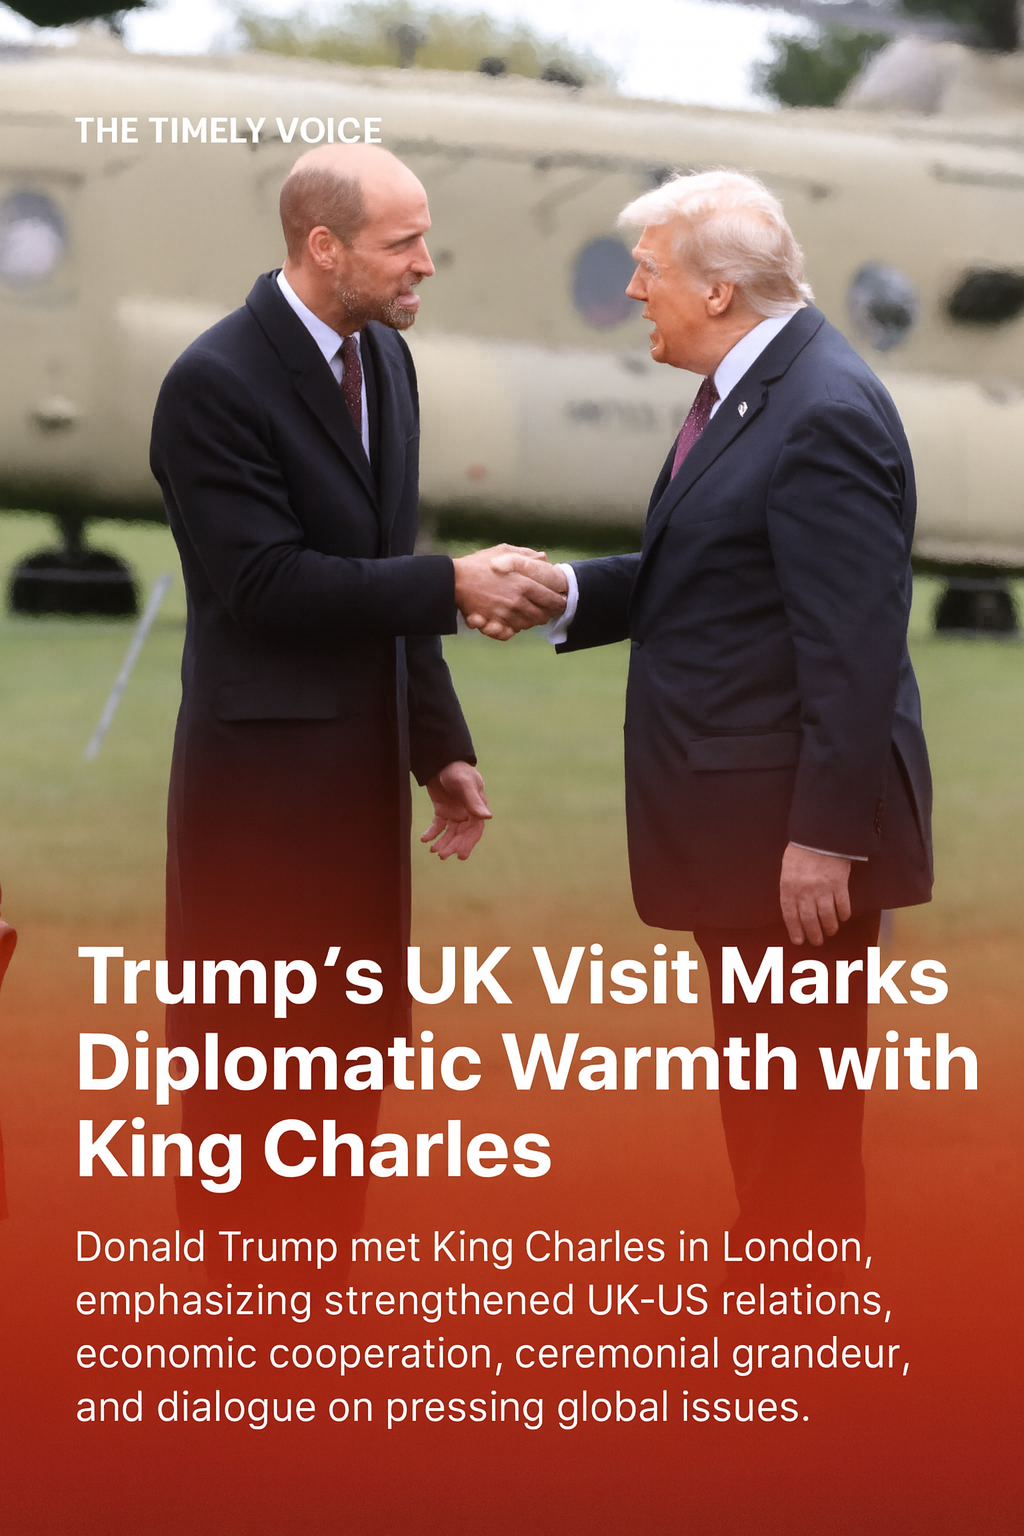 THE TIMELY VOICE
Trump’s UK Visit Marks
Diplomatic Warmth with
King Charles
Donald Trump met King Charles in London,
emphasizing strengthened UK-US relations,
economic cooperation, ceremonial grandeur,
and dialogue on pressing global issues.